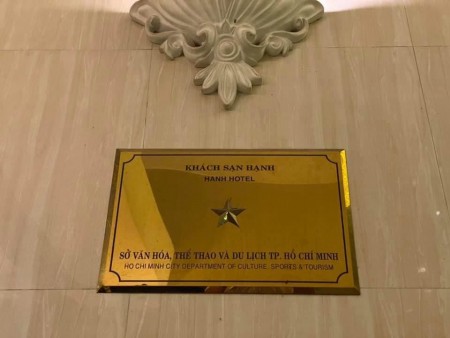 KHÁCH SẠN HẠNH
HANH HOTEL
SỞ VĂN HÓA, THỂ THAO VÀ DU LỊCH TP. HỒ CHÍ MINH
HO CHI MINH CITY DEPARTMENT OF CULTURE, SPORTS & TOURISM